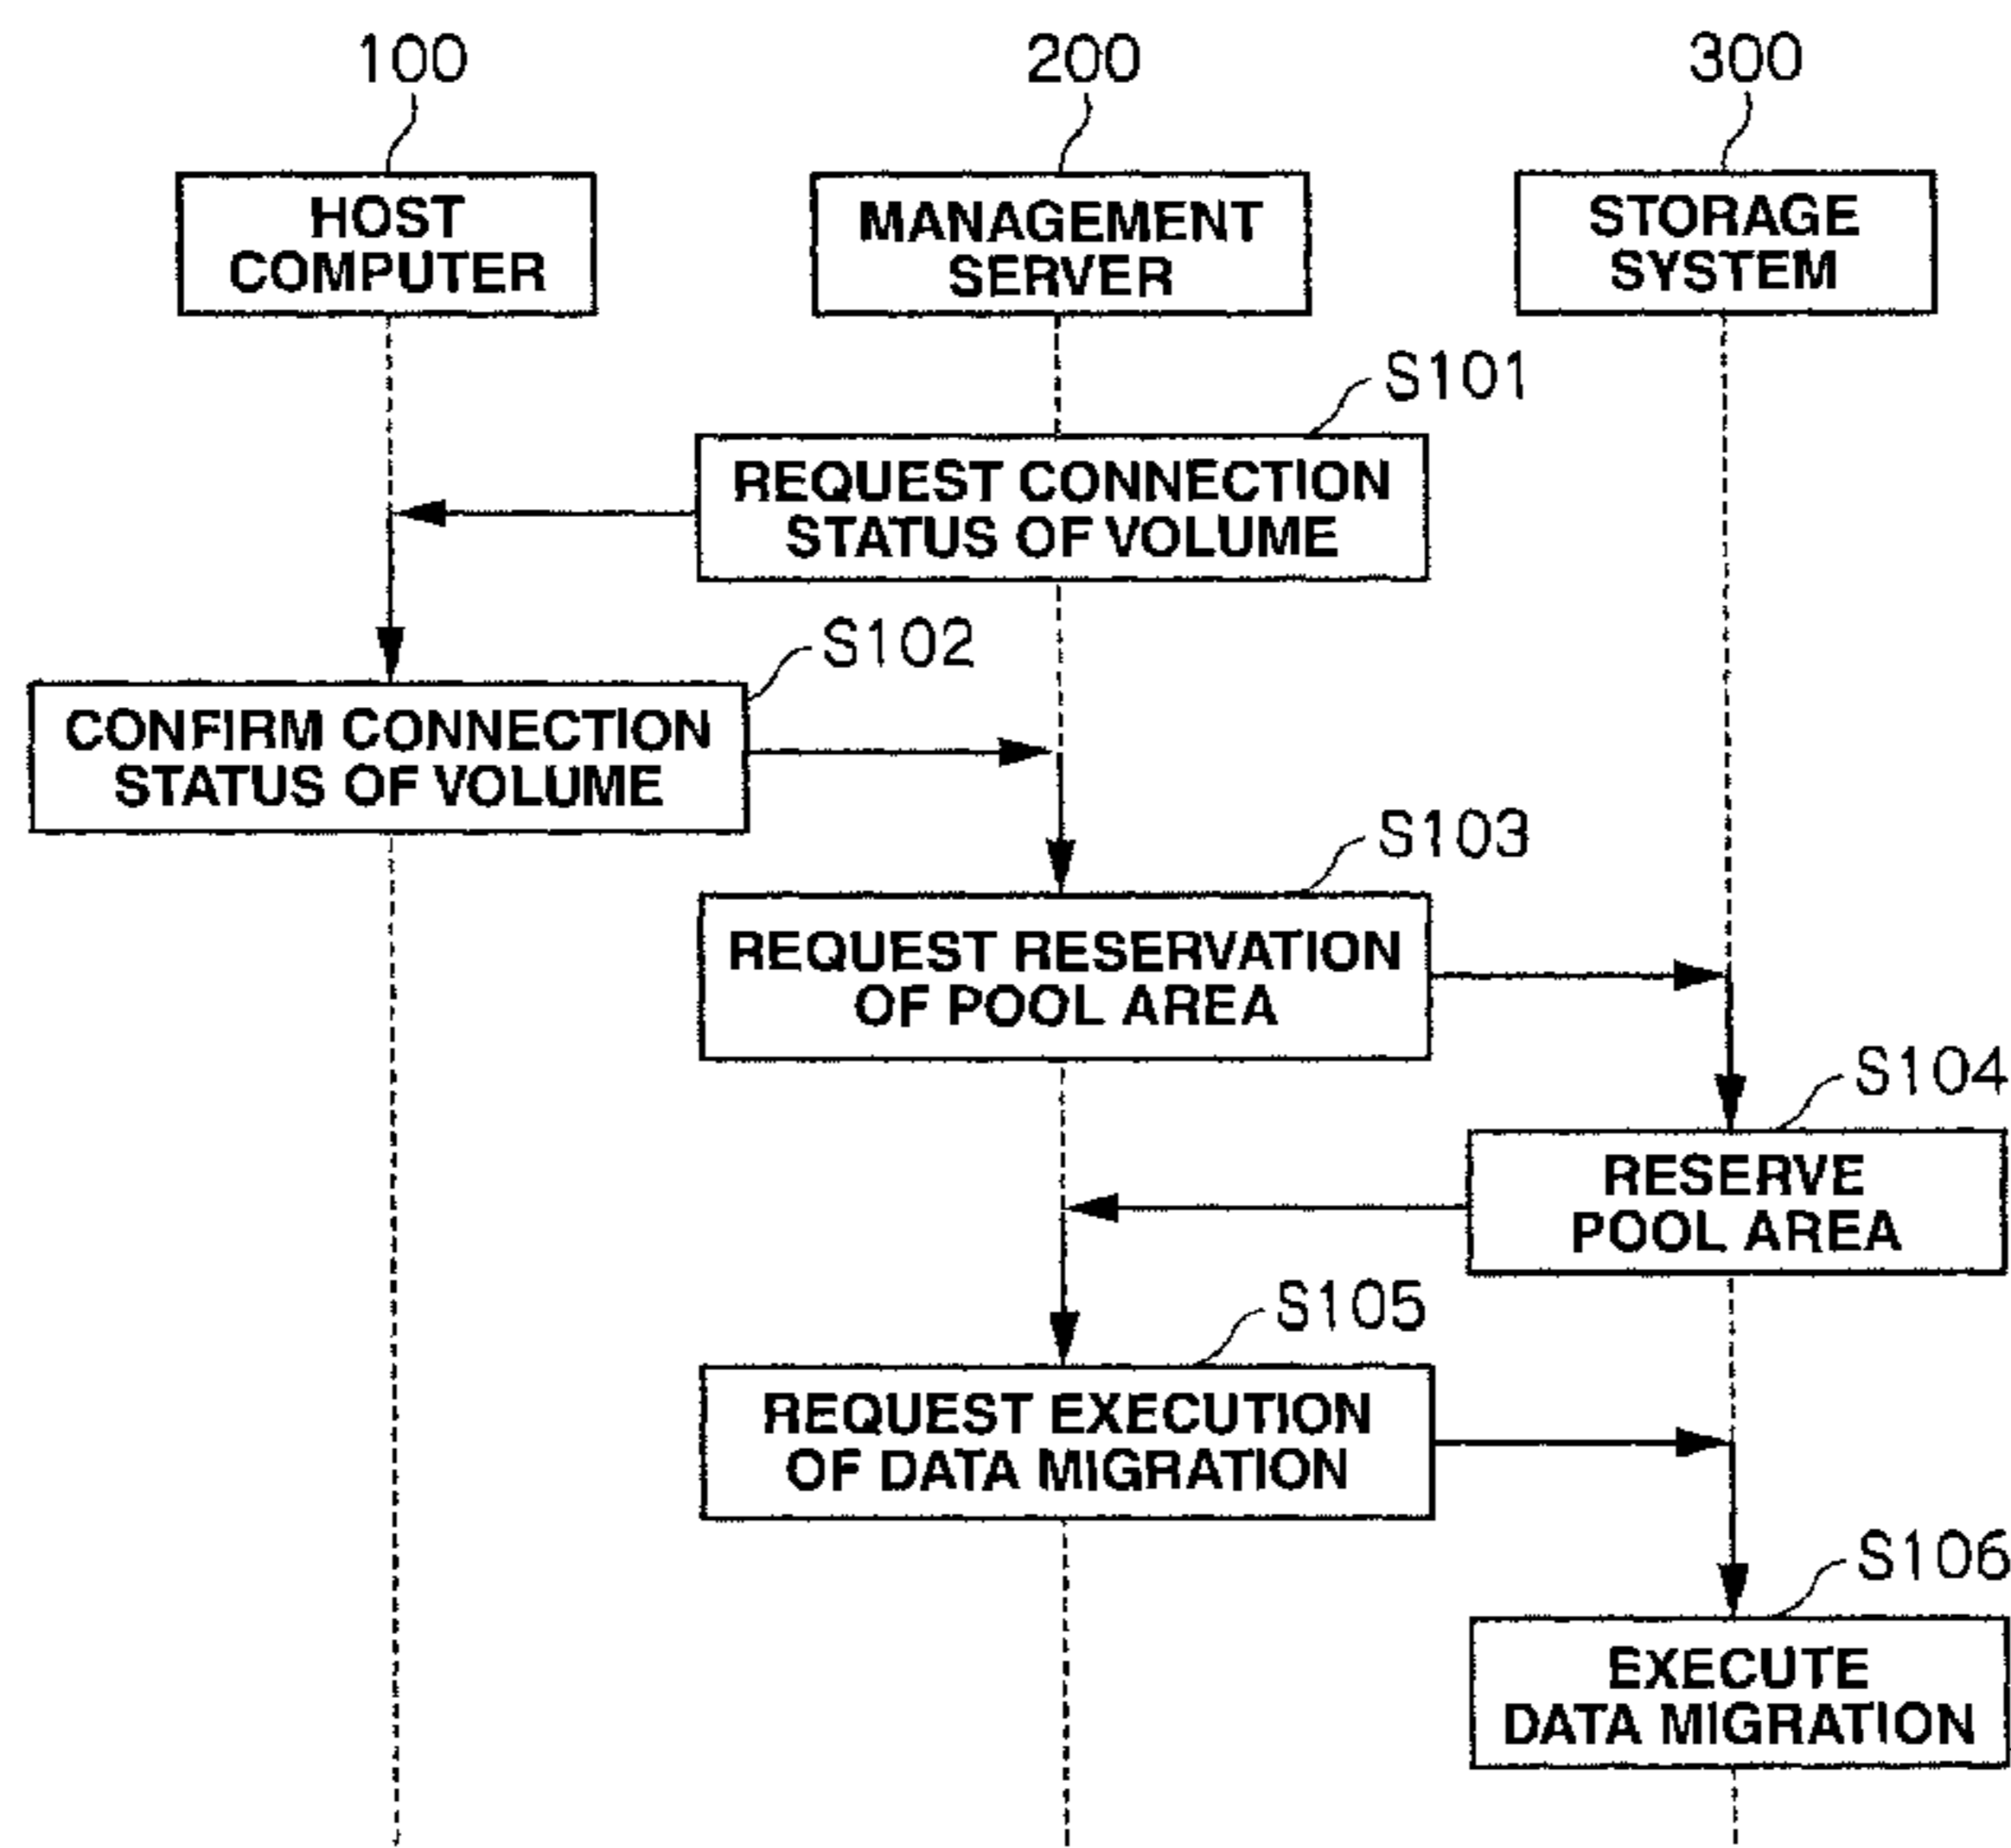 100
200
300
HOST
COMPUTER
MANAGEMENT
SERVER
STORAGE
SYSTEM
S101
REQUEST CONNECTION
STATUS OF VOLUME
S102
CONFIRM CONNECTION
STATUS OF VOLUME
S103
REQUEST RESERVATION
OF POOL AREA
S104
RESERVE
POOL AREA
S105
REQUEST EXECUTION
OF DATA MIGRATION
S106
EXECUTE
DATA MIGRATION